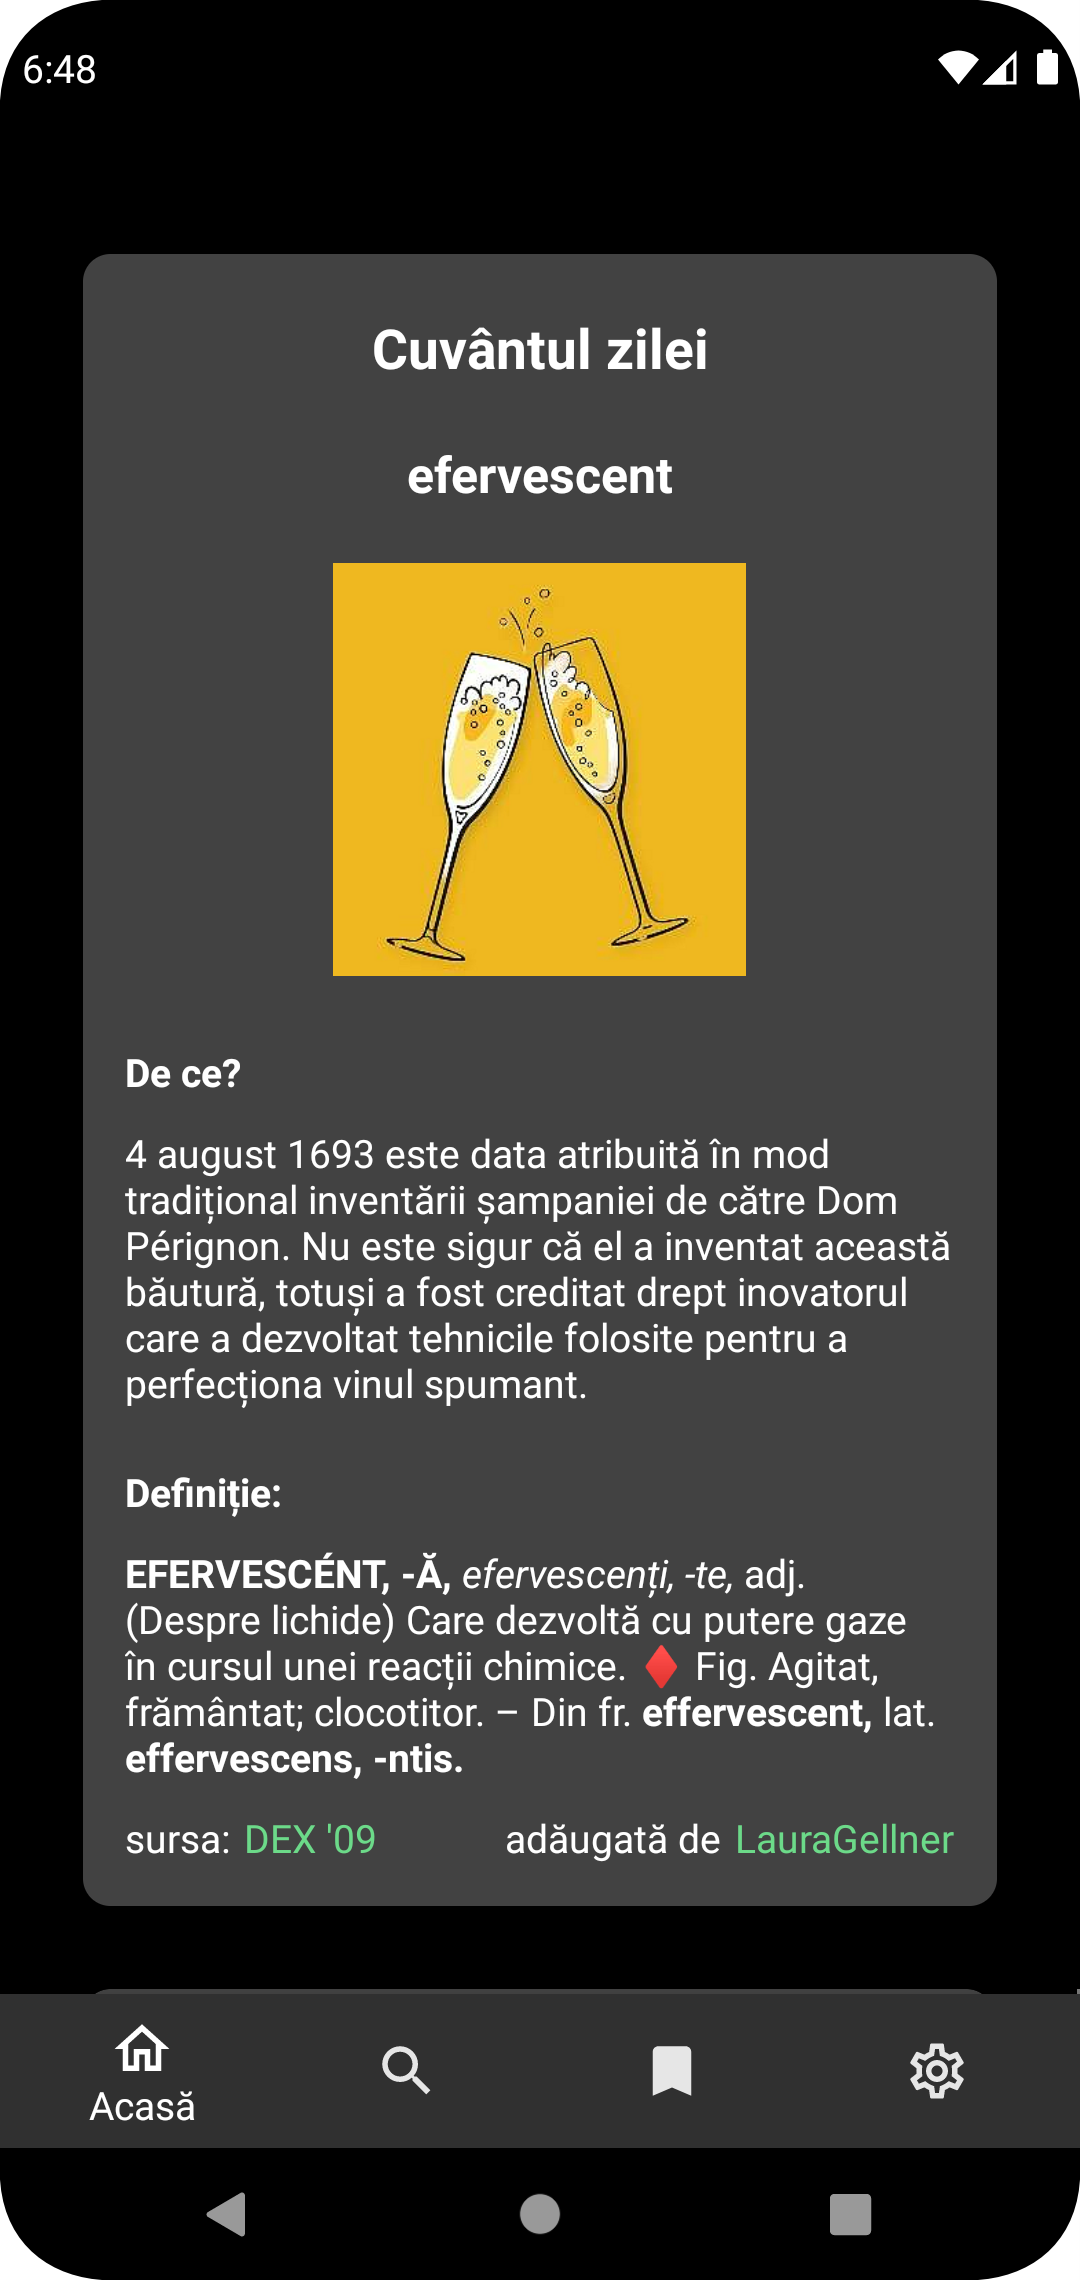 6:48
Cuvântul zilei
efervescent
De ce?
4 august 1693 este data atribuită în mod
tradițional inventării șampaniei de către Dom
Pérignon. Nu este sigur că el a inventat această
băutură, totuși a fost creditat drept inovatorul
care a dezvoltat tehnicile folosite pentru a
perfecționa vinul spumant.
Definiție:
EFERVESCÉNT, -Ă, efervescenți, -te, adj.
(Despre lichide) Care dezvoltă cu putere gaze
în cursul unei reacții chimice. ♦ Fig. Agitat,
frământat; clocotitor. – Din fr. effervescent, lat.
effervescens, -ntis.
sursa: DEX '09 adăugată de LauraGellner
Acasă